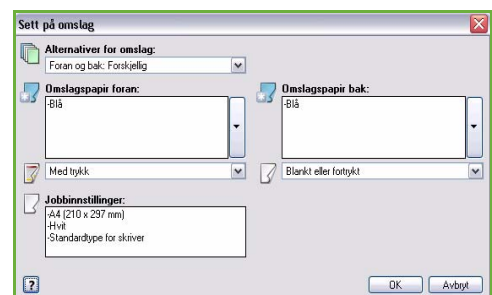 Sett på omslag
Alternativer for omslag:
Foran og bak: Forskjellig
Omslagspapir foran:
-Blå
Med trykk
Omslagspapir bak:
-Blå
Blankt eller fortrykt
Jobbinnstillinger:
-A4 (210 x 297 mm)
-Hvit
-Standardtype for skriver
?
OK
Avbryt